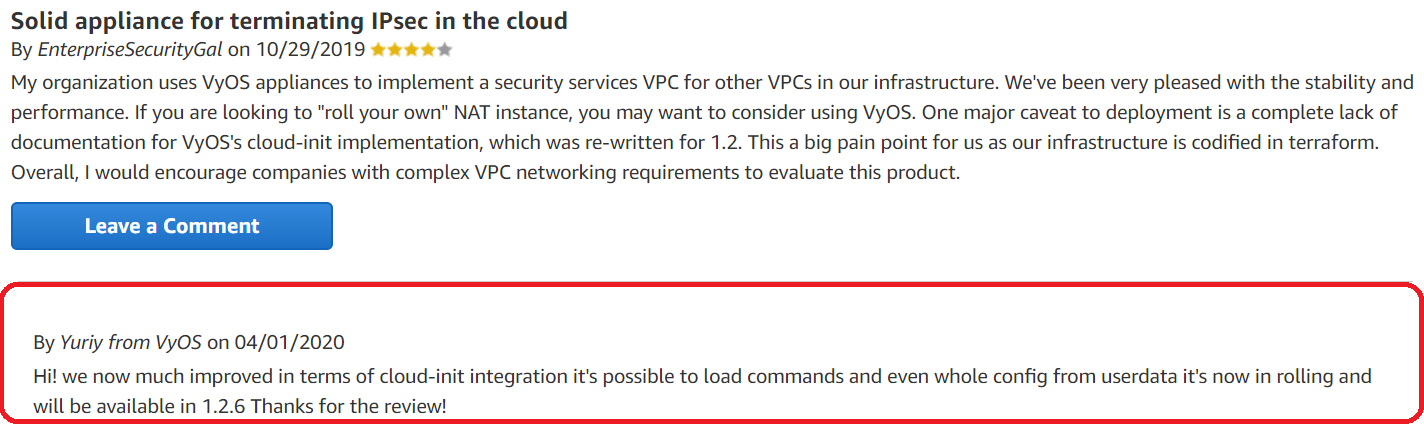 Solid appliance for terminating IPsec in the cloud
By EnterpriseSecurityGal on 10/29/2019
My organization uses VyOS appliances to implement a security services VPC for other VPCs in our infrastructure. We've been very pleased with the stability and
performance. If you are looking to "roll your own" NAT instance, you may want to consider using VyOS. One major caveat to deployment is a complete lack of
documentation for VyOS's cloud-init implementation, which was re-written for 1.2. This a big pain point for us as our infrastructure is codified in terraform.
Overall, I would encourage companies with complex VPC networking requirements to evaluate this product.
Leave a Comment
By Yuriy from VyOS on 04/01/2020
Hi! we now much improved in terms of cloud-init integration it's possible to load commands and even whole config from userdata it's now in rolling and
will be available in 1.2.6 Thanks for the review!